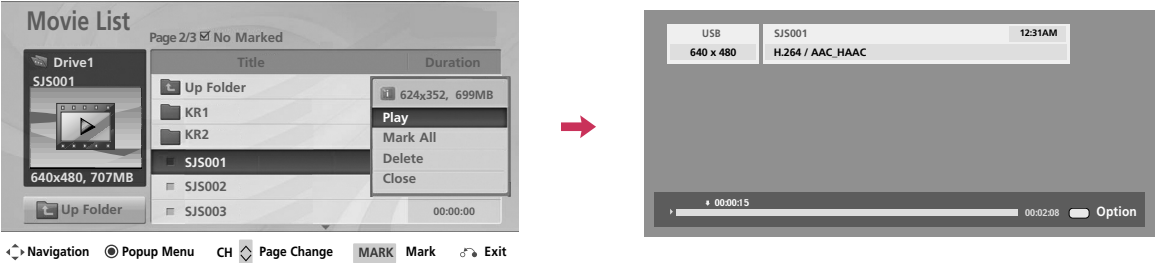 Movie List
Page 2/3 ☑ No Marked
Drive1
SJS001
640x480, 707MB
Up Folder
Title Duration
Up Folder
KR1
KR2
SJS001
SJS002
SJS003 00:00:00
624x352, 699MB
Play
Mark All
Delete
Close
Navigation Popup Menu CH Page Change MARK Mark Exit
USB SJS001 12:31AM
640 x 480 H.264 / AAC_HAAC
00:00:15
00:02:08 Option